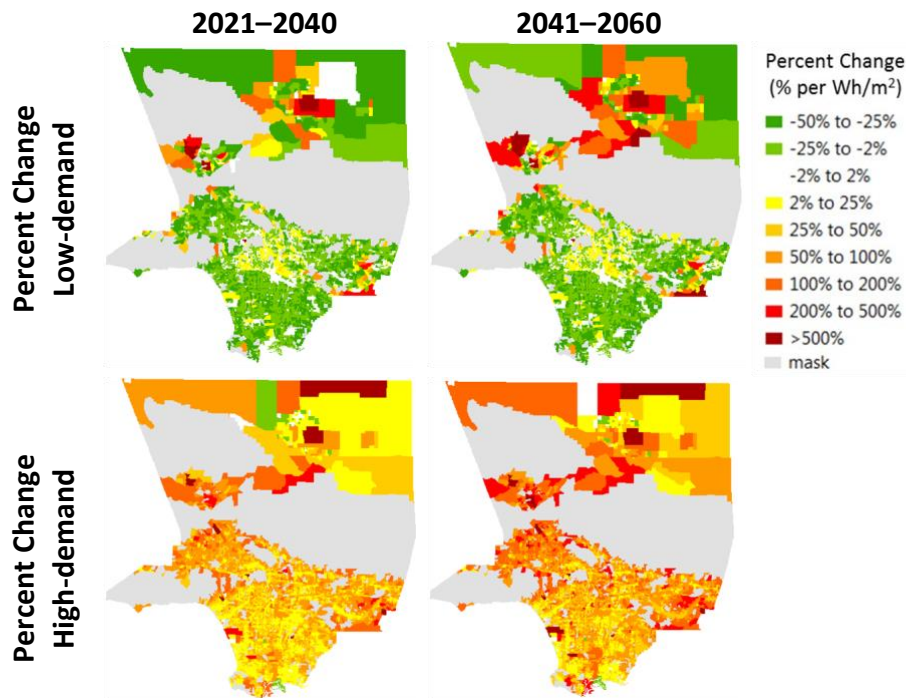 2021–2040
2041–2060
Percent Change
Low-demand
Percent Change
(% per Wh/m²)
-50% to -25%
-25% to -2%
-2% to 2%
2% to 25%
25% to 50%
50% to 100%
100% to 200%
200% to 500%
>500%
mask
Percent Change
High-demand